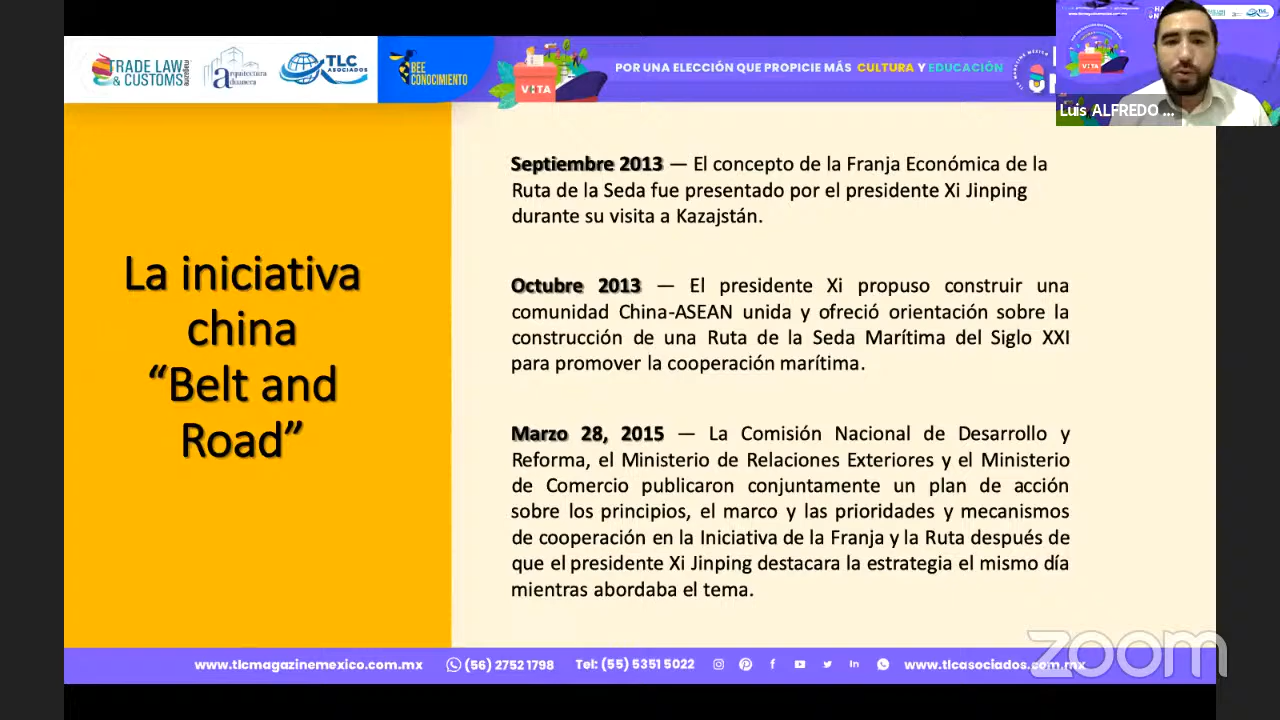 TRADE LAW
& CUSTOMS
magazine
arquitectura
aduanera
TLC
ASOCIADOS
BEE
CONOCIMIENTO
VITA
POR UNA ELECCIÓN QUE PROPICIE MÁS CULTURA Y EDUCACIÓN
Luis ALFREDO ...
La iniciativa
china
“Belt and
Road”
Septiembre 2013 — El concepto de la Franja Económica de la
Ruta de la Seda fue presentado por el presidente Xi Jinping
durante su visita a Kazajstán.
Octubre 2013 — El presidente Xi propuso construir una
comunidad China-ASEAN unida y ofreció orientación sobre la
construcción de una Ruta de la Seda Marítima del Siglo XXI
para promover la cooperación marítima.
Marzo 28, 2015 — La Comisión Nacional de Desarrollo y
Reforma, el Ministerio de Relaciones Exteriores y el Ministerio
de Comercio publicaron conjuntamente un plan de acción
sobre los principios, el marco y las prioridades y mecanismos
de cooperación en la Iniciativa de la Franja y la Ruta después de
que el presidente Xi Jinping destacara la estrategia el mismo día
mientras abordaba el tema.
www.tlcmagazinemexico.com.mx (56) 2752 1798 Tel: (55) 5351 5022 www.tlcasociados.com.mx
zoom